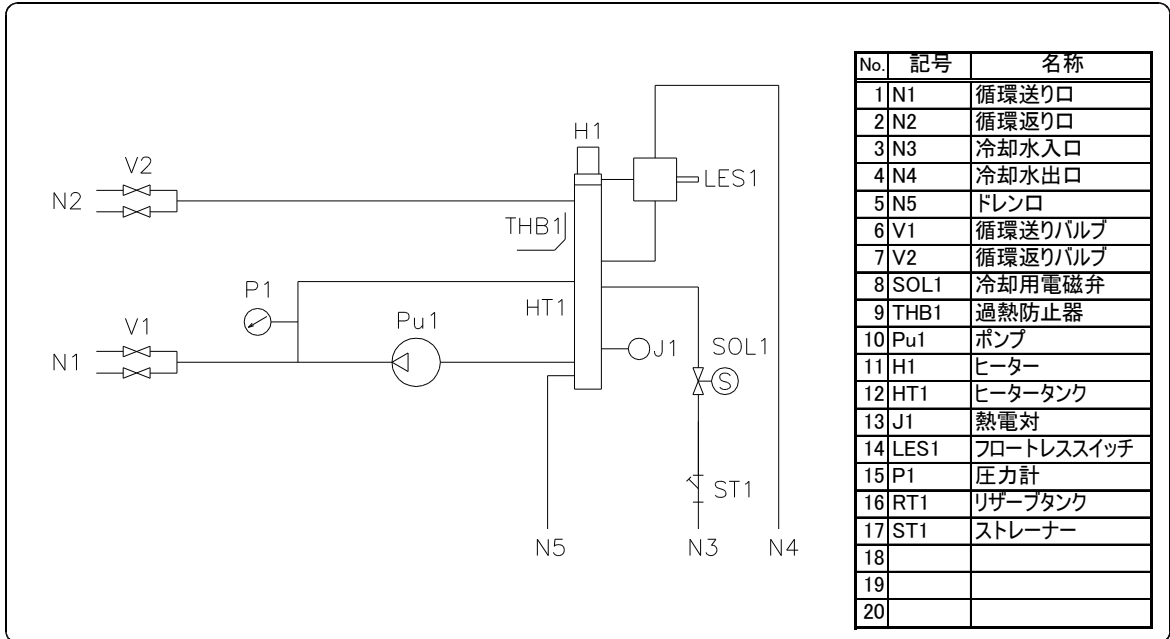 H1
V2
LES1
N2
THB1
P1
HT1
Pu1
V1
J1
SOL1
N1
S
ST1
N5
N3
N4
No. 記号 名称
1 N1 循環送り口
2 N2 循環返り口
3 N3 冷却水入口
4 N4 冷却水出口
5 N5 ドレン口
6 V1 循環送りバルブ
7 V2 循環返りバルブ
8 SOL1 冷却用電磁弁
9 THB1 過熱防止器
10 Pu1 ポンプ
11 H1 ヒーター
12 HT1 ヒータータンク
13 J1 熱電対
14 LES1 フロートレススイッチ
15 P1 圧力計
16 RT1 リザーブタンク
17 ST1 ストレーナー
18
19
20